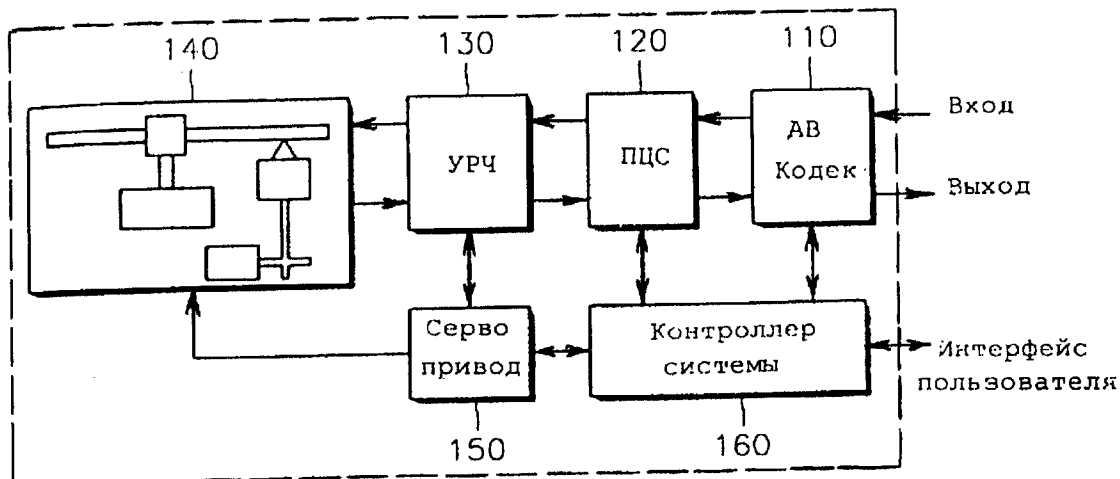 140
130
120
110
УРЧ
ПЦС
АВ
Кодек
Вход
Выход
Серво
привод
Контроллер
системы
Интерфейс
пользователя
150
160